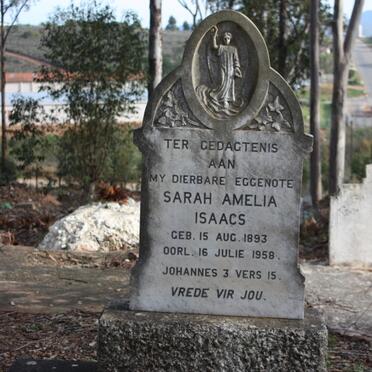 TER GEDAGTENIS
AAN
MY DIERBARE EGGENOTE
SARAH AMELIA
ISAACS
GEB. 15 AUG. 1893
OORL. 16 JULIE 1958.
JOHANNES 3 VERS 15.
VREDE VIR JOU.